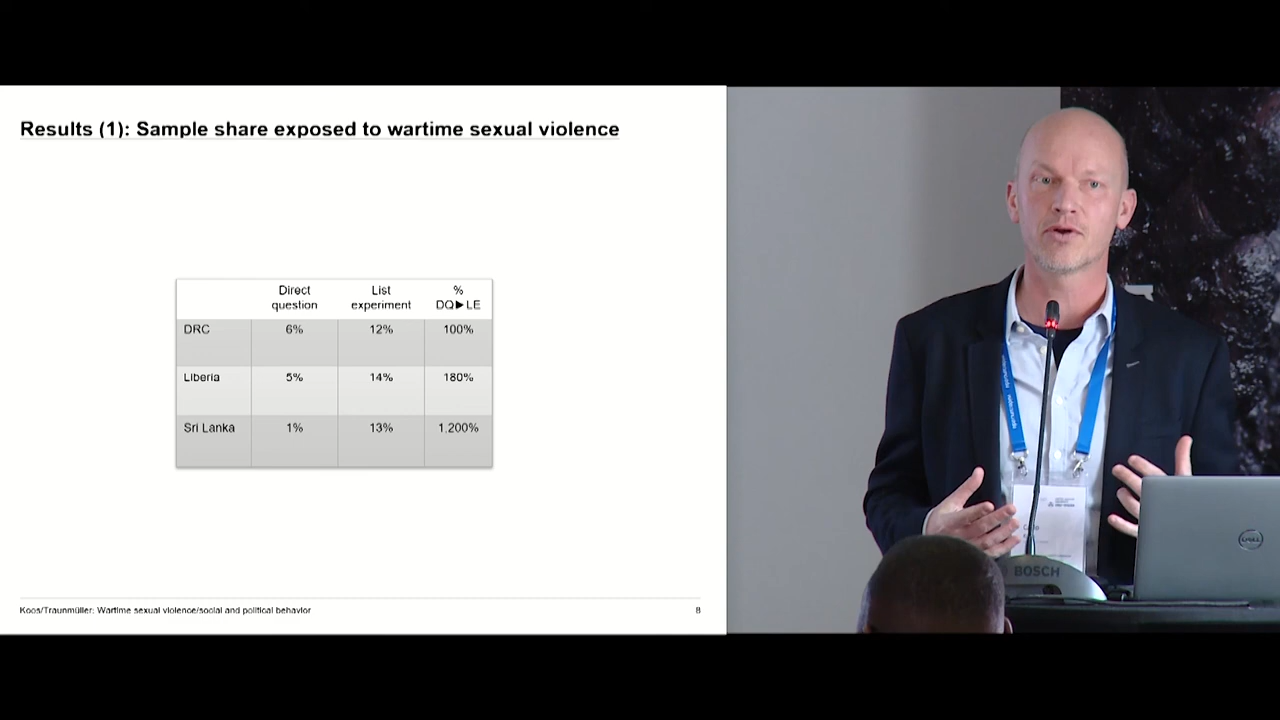 Results (1): Sample share exposed to wartime sexual violence
Direct question
List experiment
% DQ►LE
DRC 6% 12% 100%
Liberia 5% 14% 180%
Sri Lanka 1% 13% 1.200%
Koos/Traunmüller: Wartime sexual violence/social and political behavior 8
BOSCH
DELL